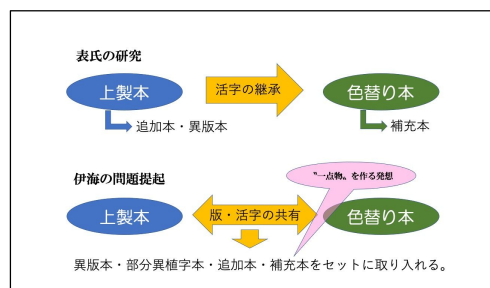 表氏の研究
上製本
活字の継承
色替り本
追加本・異版本
補充本
伊海の問題提起
〝一点物〟を作る発想
上製本
版・活字の共有
色替り本
異版本・部分異植字本・追加本・補充本をセットに取り入れる。